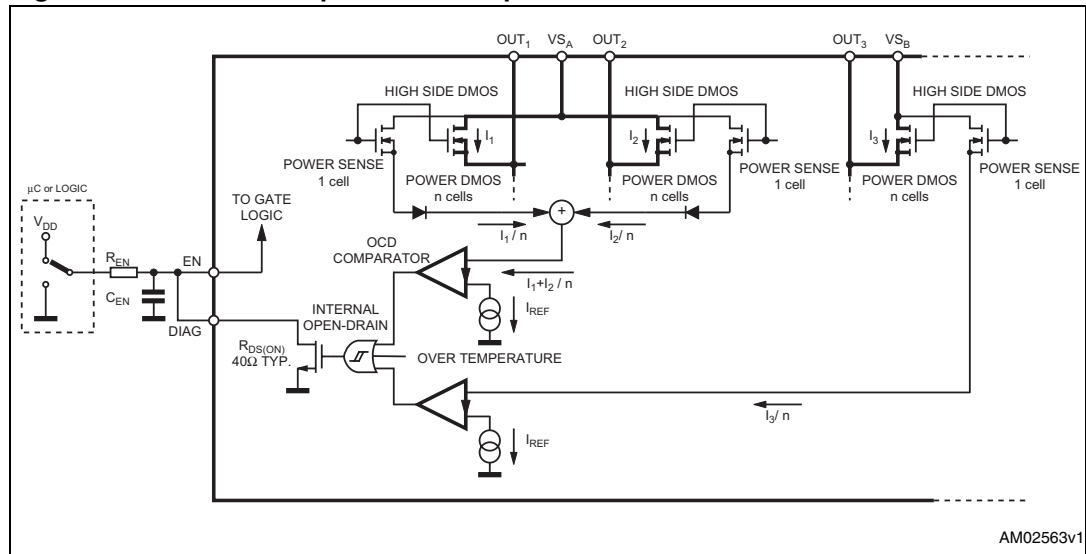 OUT1 VSA OUT2 OUT3 VSB
HIGH SIDE DMOS HIGH SIDE DMOS HIGH SIDE DMOS
I1 I2 I3
POWER SENSE
1 cell
POWER DMOS
n cells
POWER DMOS
n cells
POWER SENSE
1 cell
POWER DMOS
n cells
POWER SENSE
1 cell
μC or LOGIC
VDD
REN
CEN
EN
DIAG
TO GATE
LOGIC
I1/ n
+
I2/ n
OCD
COMPARATOR
I1+I2 / n
IREF
INTERNAL
OPEN-DRAIN
RDS(ON)
40Ω TYP.
OVER TEMPERATURE
I3/ n
IREF
AM02563v1